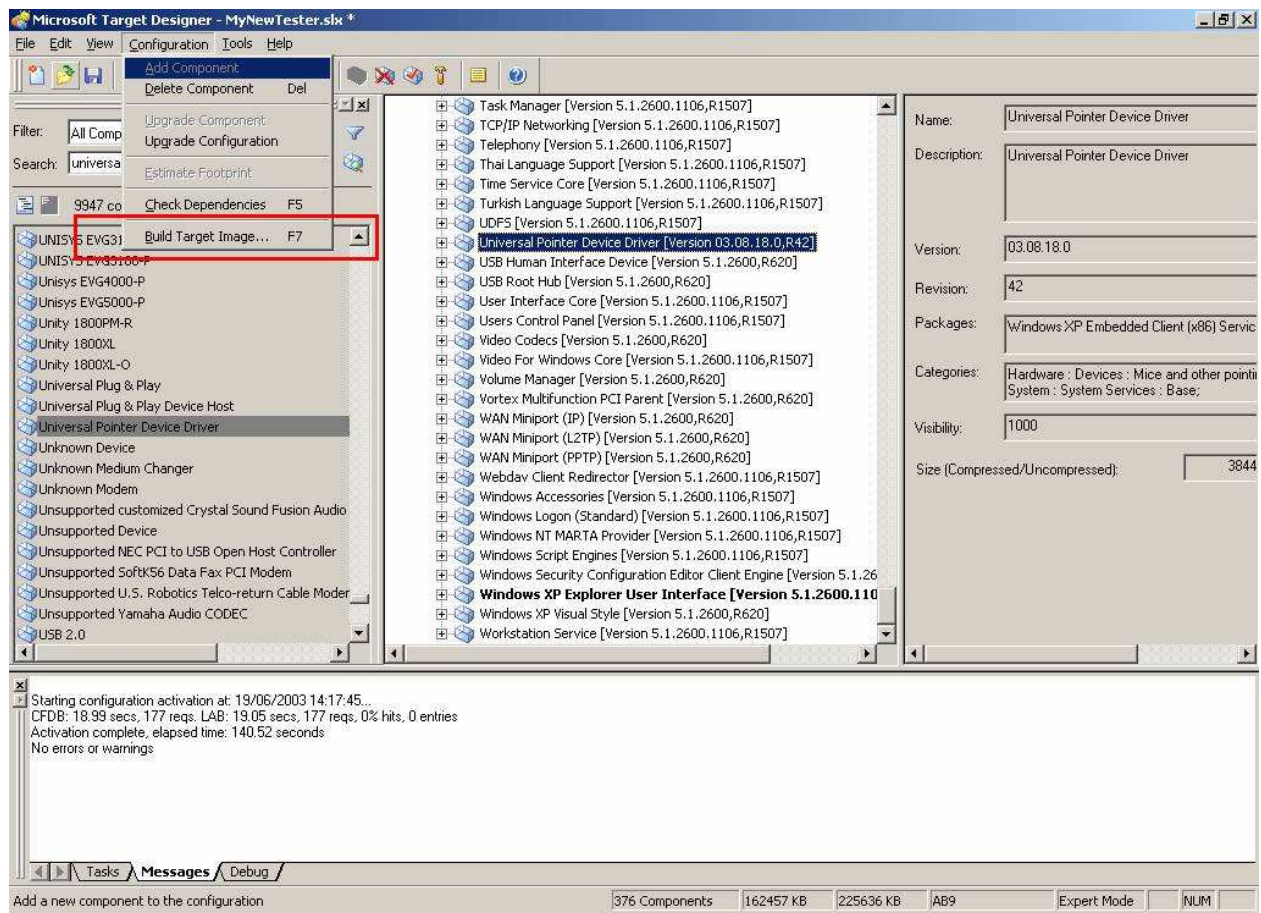 Microsoft Target Designer - MyNewTester.slx *
File Edit View Configuration Tools Help
Add Component
Delete Component Del
Upgrade Component
Upgrade Configuration
Estimate Footprint
Check Dependencies F5
Build Target Image... F7
Filter: All Comp
Search: universa
9947 co
UNISYS EVG31
UNISYS EVG3100-P
Unisys EVG4000-P
Unisys EVG5000-P
Unity 1800PM-R
Unity 1800XL
Unity 1800XL-O
Universal Plug & Play
Universal Plug & Play Device Host
Universal Pointer Device Driver
Unknown Device
Unknown Medium Changer
Unknown Modem
Unsupported customized Crystal Sound Fusion Audio
Unsupported Device
Unsupported NEC PCI to USB Open Host Controller
Unsupported SoftK56 Data Fax PCI Modem
Unsupported U.S. Robotics Telco-return Cable Moder
Unsupported Yamaha Audio CODEC
USB 2.0
Task Manager [Version 5.1.2600.1106,R1507]
TCP/IP Networking [Version 5.1.2600.1106,R1507]
Telephony [Version 5.1.2600.1106,R1507]
Thai Language Support [Version 5.1.2600.1106,R1507]
Time Service Core [Version 5.1.2600.1106,R1507]
Turkish Language Support [Version 5.1.2600.1106,R1507]
UDFS [Version 5.1.2600.1106,R1507]
Universal Pointer Device Driver [Version 03.08.18.0,R42]
USB Human Interface Device [Version 5.1.2600,R620]
USB Root Hub [Version 5.1.2600,R620]
User Interface Core [Version 5.1.2600.1106,R1507]
Users Control Panel [Version 5.1.2600.1106,R1507]
Video Codecs [Version 5.1.2600,R620]
Video For Windows Core [Version 5.1.2600.1106,R1507]
Volume Manager [Version 5.1.2600,R620]
Vortex Multifunction PCI Parent [Version 5.1.2600,R620]
WAN Miniport (IP) [Version 5.1.2600,R620]
WAN Miniport (L2TP) [Version 5.1.2600,R620]
WAN Miniport (PPTP) [Version 5.1.2600,R620]
Webdav Client Redirector [Version 5.1.2600.1106,R1507]
Windows Accessories [Version 5.1.2600.1106,R1507]
Windows Logon (Standard) [Version 5.1.2600.1106,R1507]
Windows NT MARTA Provider [Version 5.1.2600.1106,R1507]
Windows Script Engines [Version 5.1.2600.1106,R1507]
Windows Security Configuration Editor Client Engine [Version 5.1.26
Windows XP Explorer User Interface [Version 5.1.2600.110
Windows XP Visual Style [Version 5.1.2600,R620]
Workstation Service [Version 5.1.2600.1106,R1507]
Name: Universal Pointer Device Driver
Description: Universal Pointer Device Driver
Version: 03.08.18.0
Revision: 42
Packages: Windows XP Embedded Client (x86) Servic
Categories: Hardware : Devices : Mice and other pointi
System : System Services : Base;
Visibility: 1000
Size (Compressed/Uncompressed): 3844
Starting configuration activation at: 19/06/2003 14:17:45...
CFDB: 18.99 secs, 177 reqs. LAB: 19.05 secs, 177 reqs, 0% hits, 0 entries
Activation complete, elapsed time: 140.52 seconds
No errors or warnings
Tasks Messages Debug
Add a new component to the configuration 376 Components 162457 KB 225636 KB AB9 Expert Mode NUM